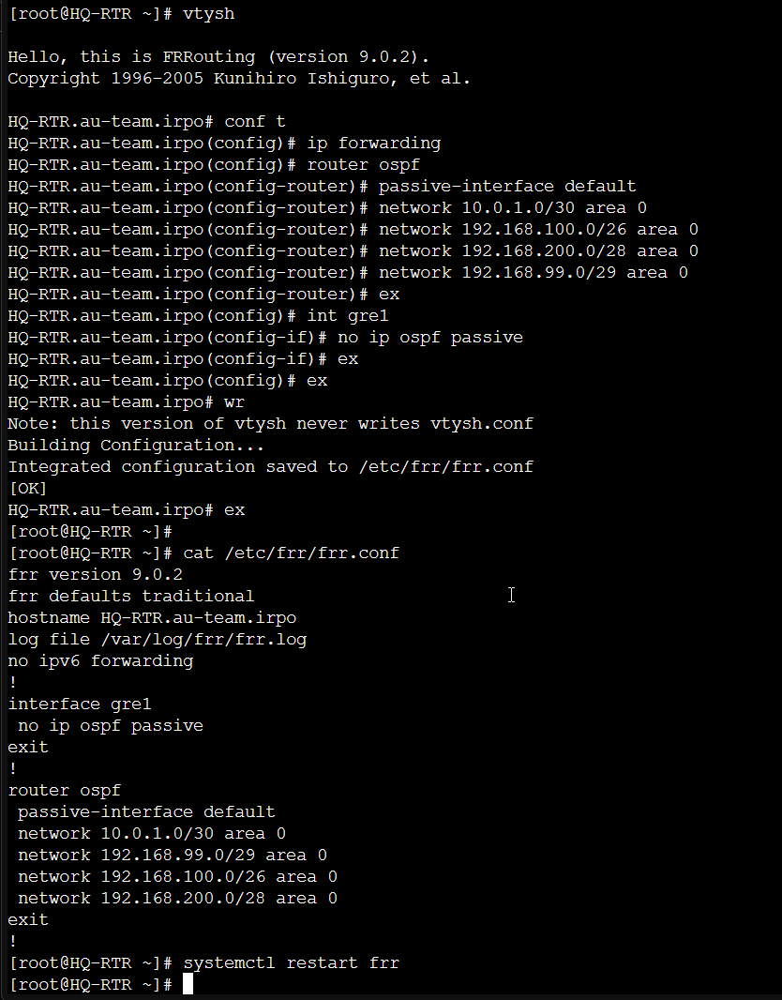 [root@HQ-RTR ~]# vtysh
Hello, this is FRRouting (version 9.0.2).
Copyright 1996-2005 Kunihiro Ishiguro, et al.
HQ-RTR.au-team.irpo# conf t
HQ-RTR.au-team.irpo(config)# ip forwarding
HQ-RTR.au-team.irpo(config)# router ospf
HQ-RTR.au-team.irpo(config-router)# passive-interface default
HQ-RTR.au-team.irpo(config-router)# network 10.0.1.0/30 area 0
HQ-RTR.au-team.irpo(config-router)# network 192.168.100.0/26 area 0
HQ-RTR.au-team.irpo(config-router)# network 192.168.200.0/28 area 0
HQ-RTR.au-team.irpo(config-router)# network 192.168.99.0/29 area 0
HQ-RTR.au-team.irpo(config-router)# ex
HQ-RTR.au-team.irpo(config)# int gre1
HQ-RTR.au-team.irpo(config-if)# no ip ospf passive
HQ-RTR.au-team.irpo(config-if)# ex
HQ-RTR.au-team.irpo(config)# ex
HQ-RTR.au-team.irpo# wr
Note: this version of vtysh never writes vtysh.conf
Building Configuration...
Integrated configuration saved to /etc/frr/frr.conf
[OK]
HQ-RTR.au-team.irpo# ex
[root@HQ-RTR ~]#
[root@HQ-RTR ~]# cat /etc/frr/frr.conf
frr version 9.0.2
frr defaults traditional
hostname HQ-RTR.au-team.irpo
log file /var/log/frr/frr.log
no ipv6 forwarding
!
interface gre1
 no ip ospf passive
exit
!
router ospf
 passive-interface default
 network 10.0.1.0/30 area 0
 network 192.168.99.0/29 area 0
 network 192.168.100.0/26 area 0
 network 192.168.200.0/28 area 0
exit
!
[root@HQ-RTR ~]# systemctl restart frr
[root@HQ-RTR ~]#